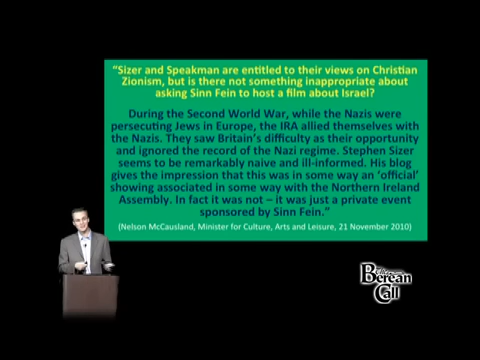 “Sizer and Speakman are entitled to their views on Christian
Zionism, but is there not something inappropriate about
asking Sinn Fein to host a film about Israel?
During the Second World War, while the Nazis were
persecuting Jews in Europe, the IRA allied themselves with
the Nazis. They saw Britain’s difficulty as their opportunity
and ignored the record of the Nazi regime. Stephen Sizer
seems to be remarkably naive and ill-informed. His blog
gives the impression that this was in some way an ‘official’
showing associated in some way with the Northern Ireland
Assembly. In fact it was not – it was just a private event
sponsored by Sinn Fein.”
(Nelson McCausland, Minister for Culture, Arts and Leisure, 21 November 2010)
Berean
Call